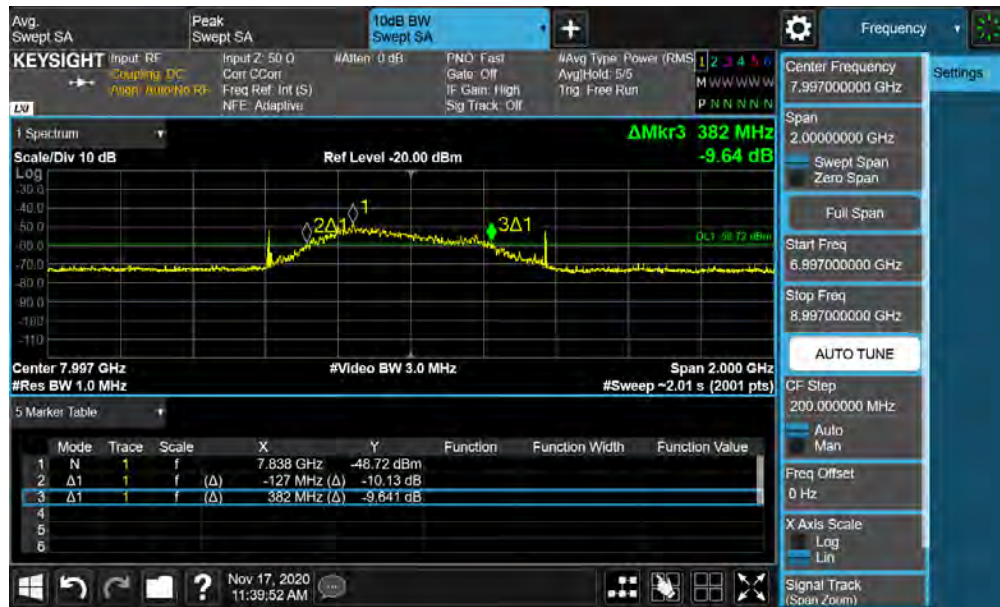 Avg.
Swept SA
Peak
Swept SA
10dB BW
Swept SA
Frequency
KEYSIGHT
Input: RF
Coupling: DC
Align: Auto/No RF
LXI
Input Z: 50 Ω
Corr CCorr
Freq Ref: Int (S)
NFE: Adaptive
#Atten: 0 dB
PNO: Fast
Gate: Off
IF Gain: High
Sig Track: Off
#Avg Type: Power (RMS
Avg|Hold: 5/5
Trig: Free Run
1 2 3 4 5 6
M W W W W W
P N N N N N
1 Spectrum
ΔMkr3 382 MHz
-9.64 dB
Scale/Div 10 dB
Ref Level -20.00 dBm
Log
-30.0
-40.0
-50.0
-60.0
-70.0
-80.0
-90.0
-100
-110
1
2Δ1
3Δ1
DL1 -58.72 dBm
Center 7.997 GHz
#Video BW 3.0 MHz
Span 2.000 GHz
#Res BW 1.0 MHz
#Sweep ~2.01 s (2001 pts)
5 Marker Table
Mode Trace Scale X Y Function Function Width Function Value
1 N 1 f 7.838 GHz -48.72 dBm
2 Δ1 1 f (Δ) -127 MHz (Δ) -10.13 dB
3 Δ1 1 f (Δ) 382 MHz (Δ) -9.641 dB
4
5
6
Nov 17, 2020
11:39:52 AM
Center Frequency
7.997000000 GHz
Settings
Span
2.00000000 GHz
Swept Span
Zero Span
Full Span
Start Freq
6.997000000 GHz
Stop Freq
8.997000000 GHz
AUTO TUNE
CF Step
200.000000 MHz
Auto
Man
Freq Offset
0 Hz
X Axis Scale
Log
Lin
Signal Track
(Span Zoom)